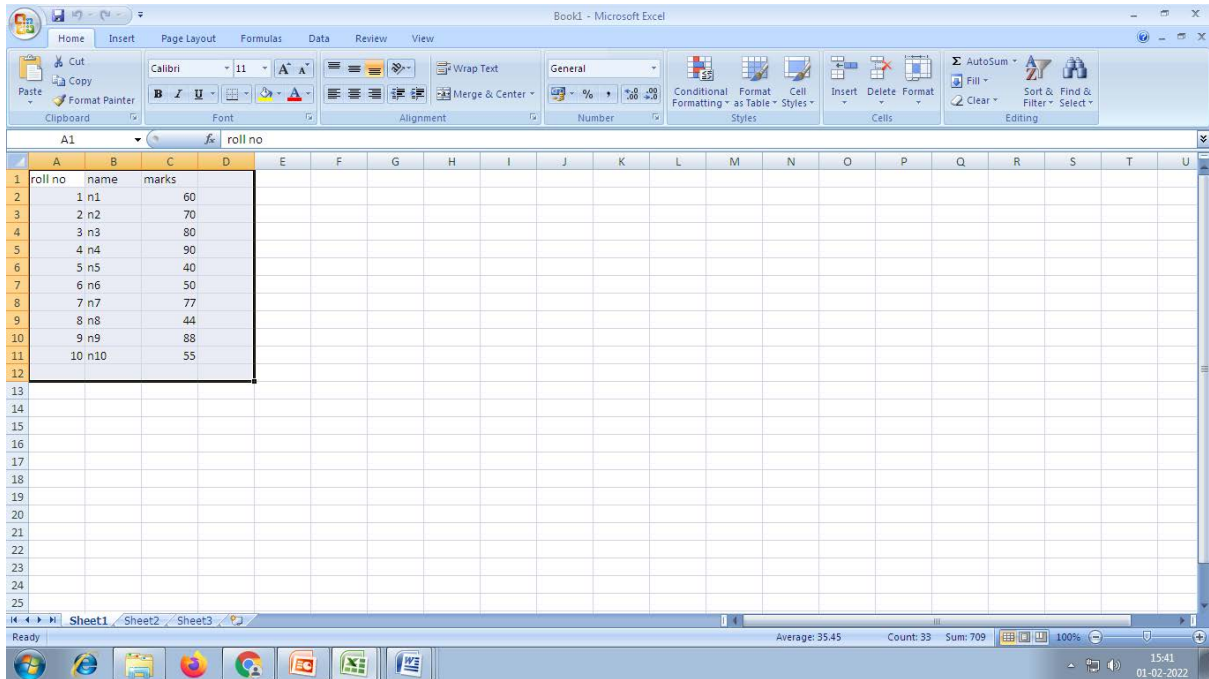 Book1 - Microsoft Excel
Home Insert Page Layout Formulas Data Review View
Paste
Cut
Copy
Format Painter
Clipboard
Calibri 11 A A
B I U A
Font
Wrap Text
Merge & Center
Alignment
General
% ,
Number
Conditional Formatting
Format as Table
Cell Styles
Styles
Insert Delete Format
Cells
Σ AutoSum
Fill
Clear
Sort & Filter
Find & Select
Editing
A1 fx roll no
A B C D E F G H I J K L M N O P Q R S T U
1 roll no name marks
2 1 n1 60
3 2 n2 70
4 3 n3 80
5 4 n4 90
6 5 n5 40
7 6 n6 50
8 7 n7 77
9 8 n8 44
10 9 n9 88
11 10 n10 55
12
13
14
15
16
17
18
19
20
21
22
23
24
25
Sheet1 Sheet2 Sheet3
Ready Average: 35.45 Count: 33 Sum: 709 100%
15:41
01-02-2022